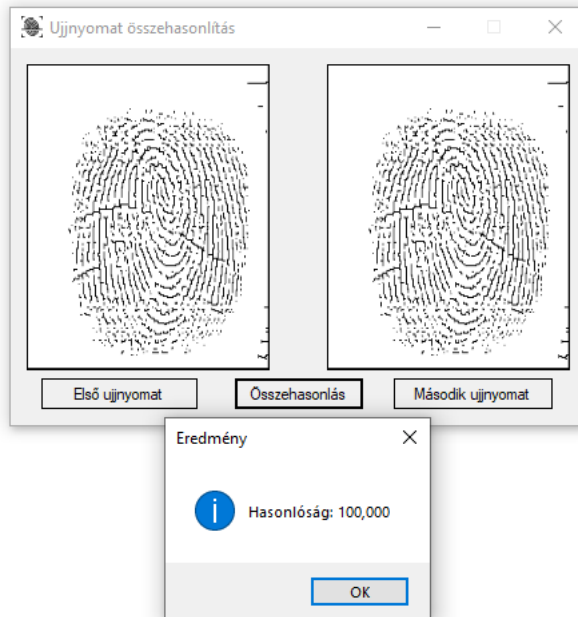 Ujjnyomat összehasonlítás
Első ujjnyomat
Összehasonlás
Második ujjnyomat
Eredmény
Hasonlóság: 100,000
OK